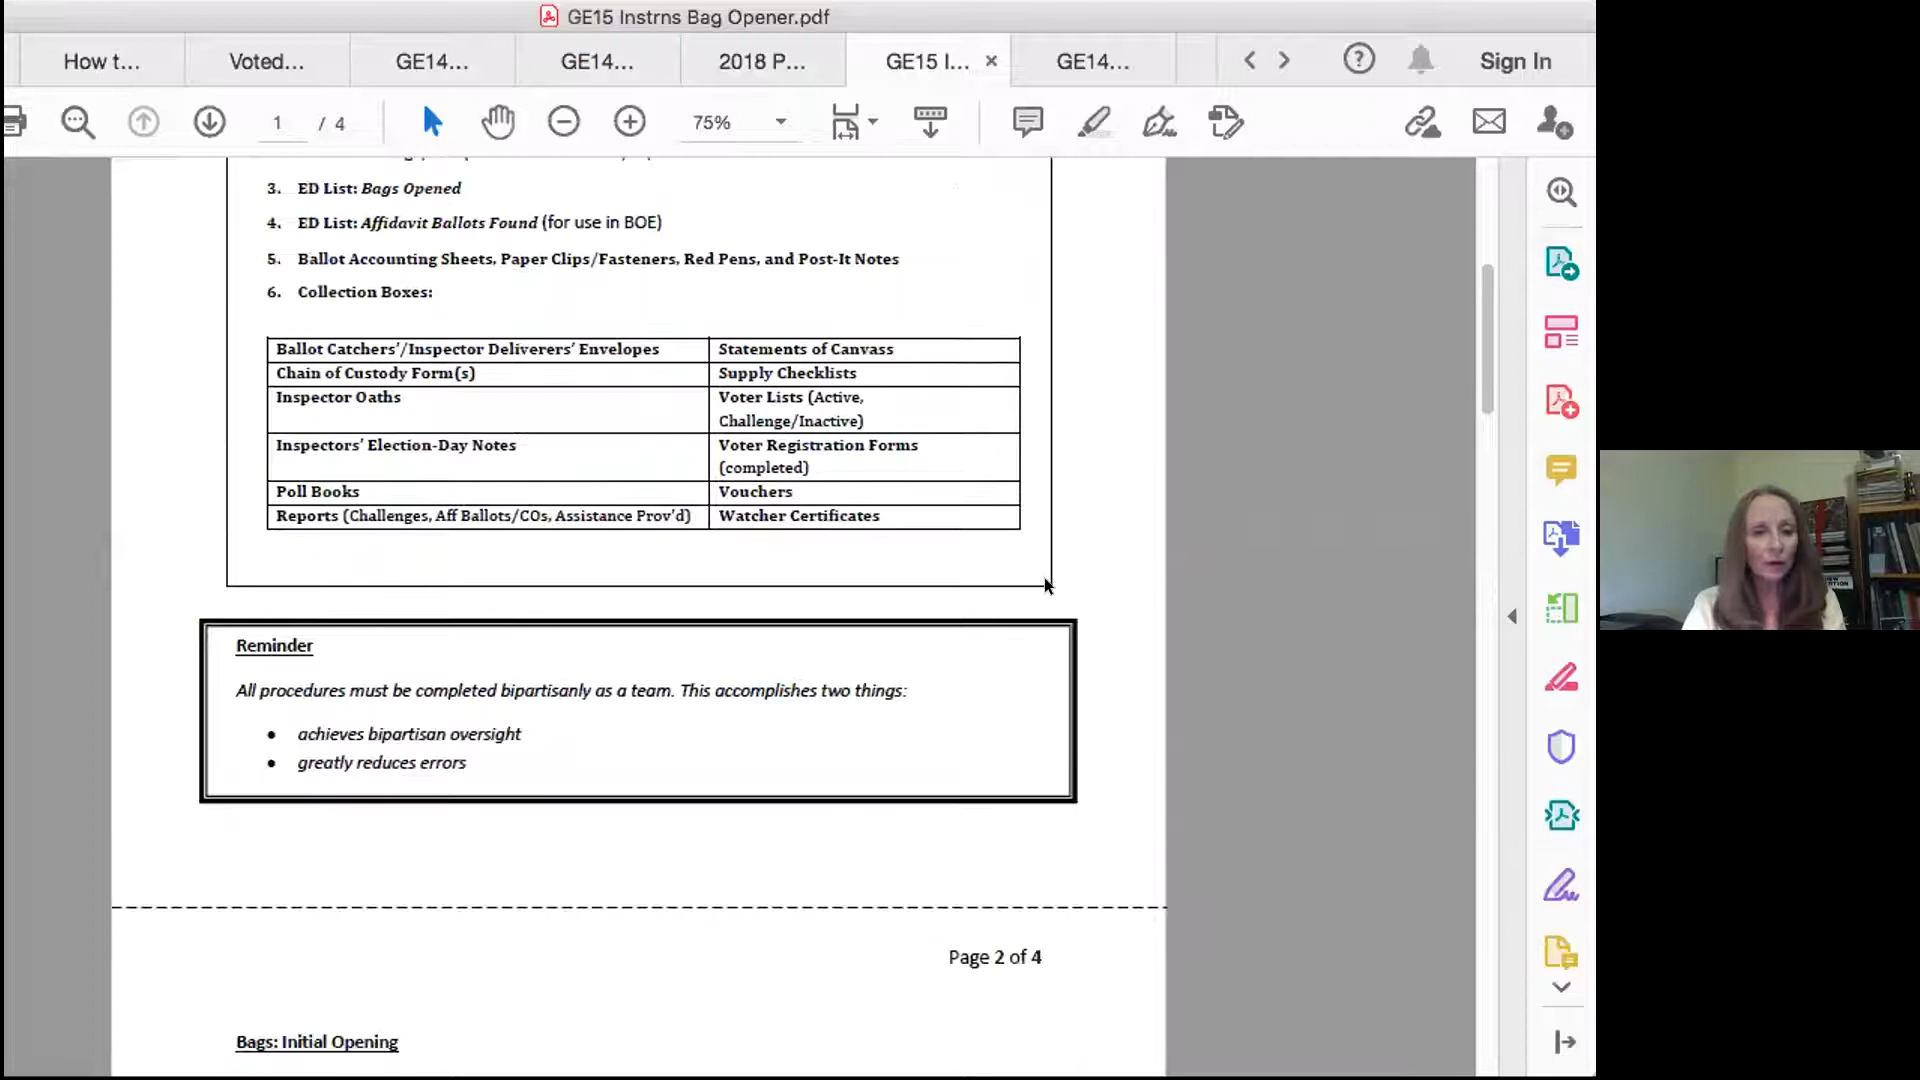 GE15 Instrns Bag Opener.pdf
How t...
Voted...
GE14...
GE14...
2018 P...
GE15 I...
GE14...
Sign In
1 / 4
75%
3. ED List: Bags Opened
4. ED List: Affidavit Ballots Found (for use in BOE)
5. Ballot Accounting Sheets, Paper Clips/Fasteners, Red Pens, and Post-It Notes
6. Collection Boxes:
Ballot Catchers'/Inspector Deliverers' Envelopes
Statements of Canvass
Chain of Custody Form(s)
Supply Checklists
Inspector Oaths
Voter Lists (Active,
Challenge/Inactive)
Inspectors' Election-Day Notes
Voter Registration Forms
(completed)
Poll Books
Vouchers
Reports (Challenges, Aff Ballots/COs, Assistance Prov'd)
Watcher Certificates
Reminder
All procedures must be completed bipartisanly as a team. This accomplishes two things:
• achieves bipartisan oversight
• greatly reduces errors
Page 2 of 4
Bags: Initial Opening